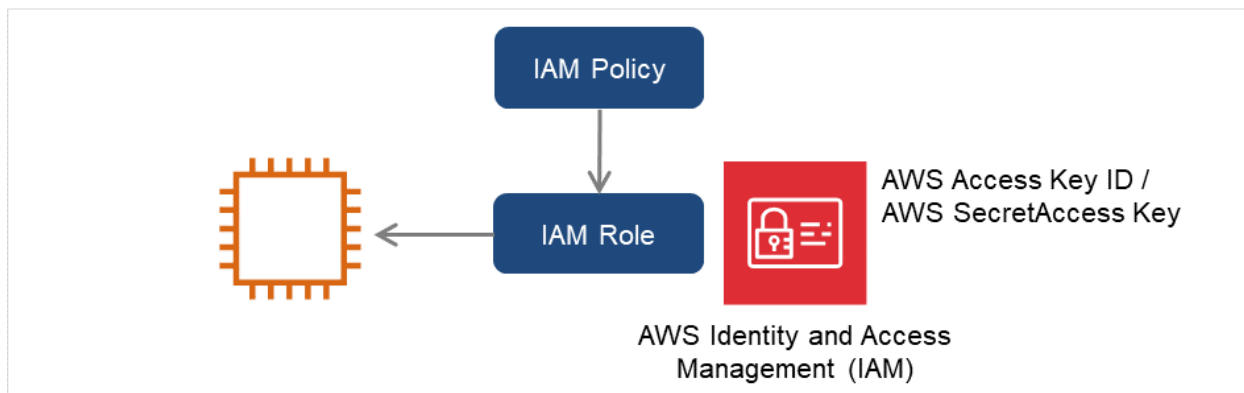 IAM Policy
IAM Role
AWS Access Key ID /
AWS SecretAccess Key
AWS Identity and Access
Management (IAM)